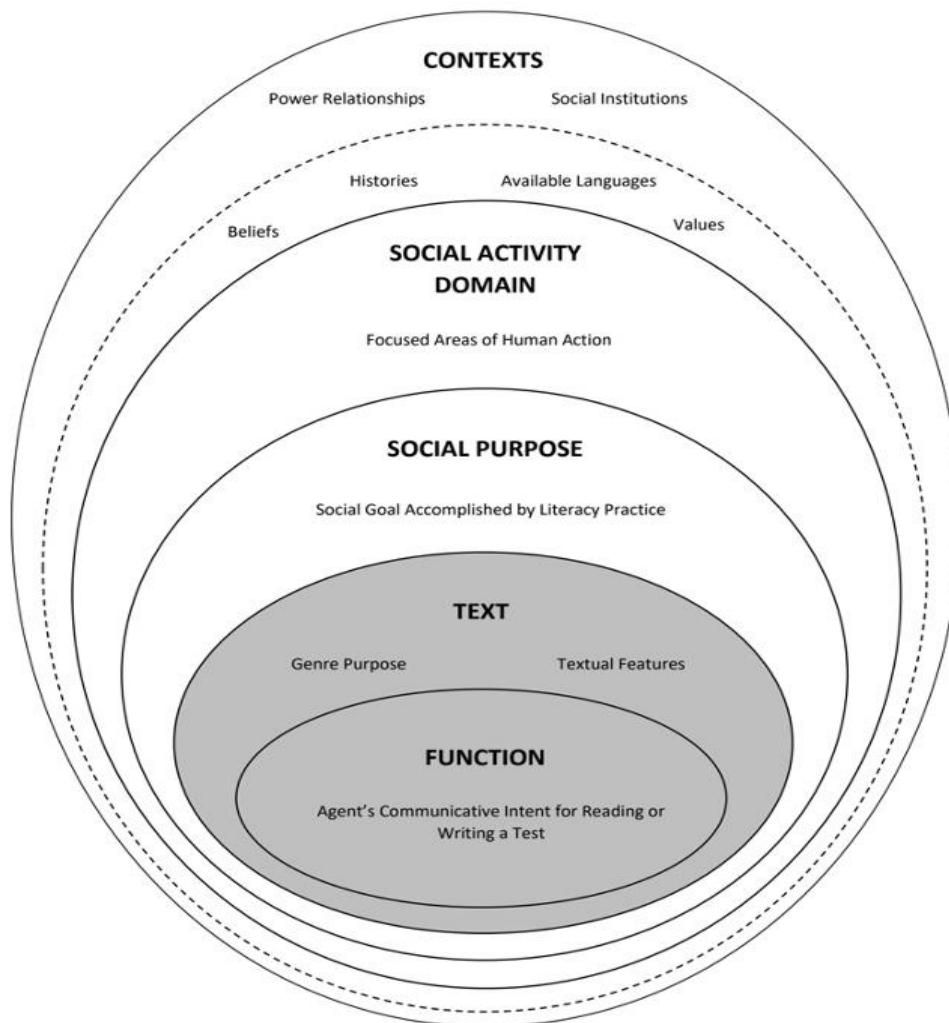 CONTEXTS
Power Relationships
Social Institutions
Histories
Available Languages
Beliefs
Values
SOCIAL ACTIVITY
DOMAIN
Focused Areas of Human Action
SOCIAL PURPOSE
Social Goal Accomplished by Literacy Practice
TEXT
Genre Purpose
Textual Features
FUNCTION
Agent’s Communicative Intent for Reading or
Writing a Test